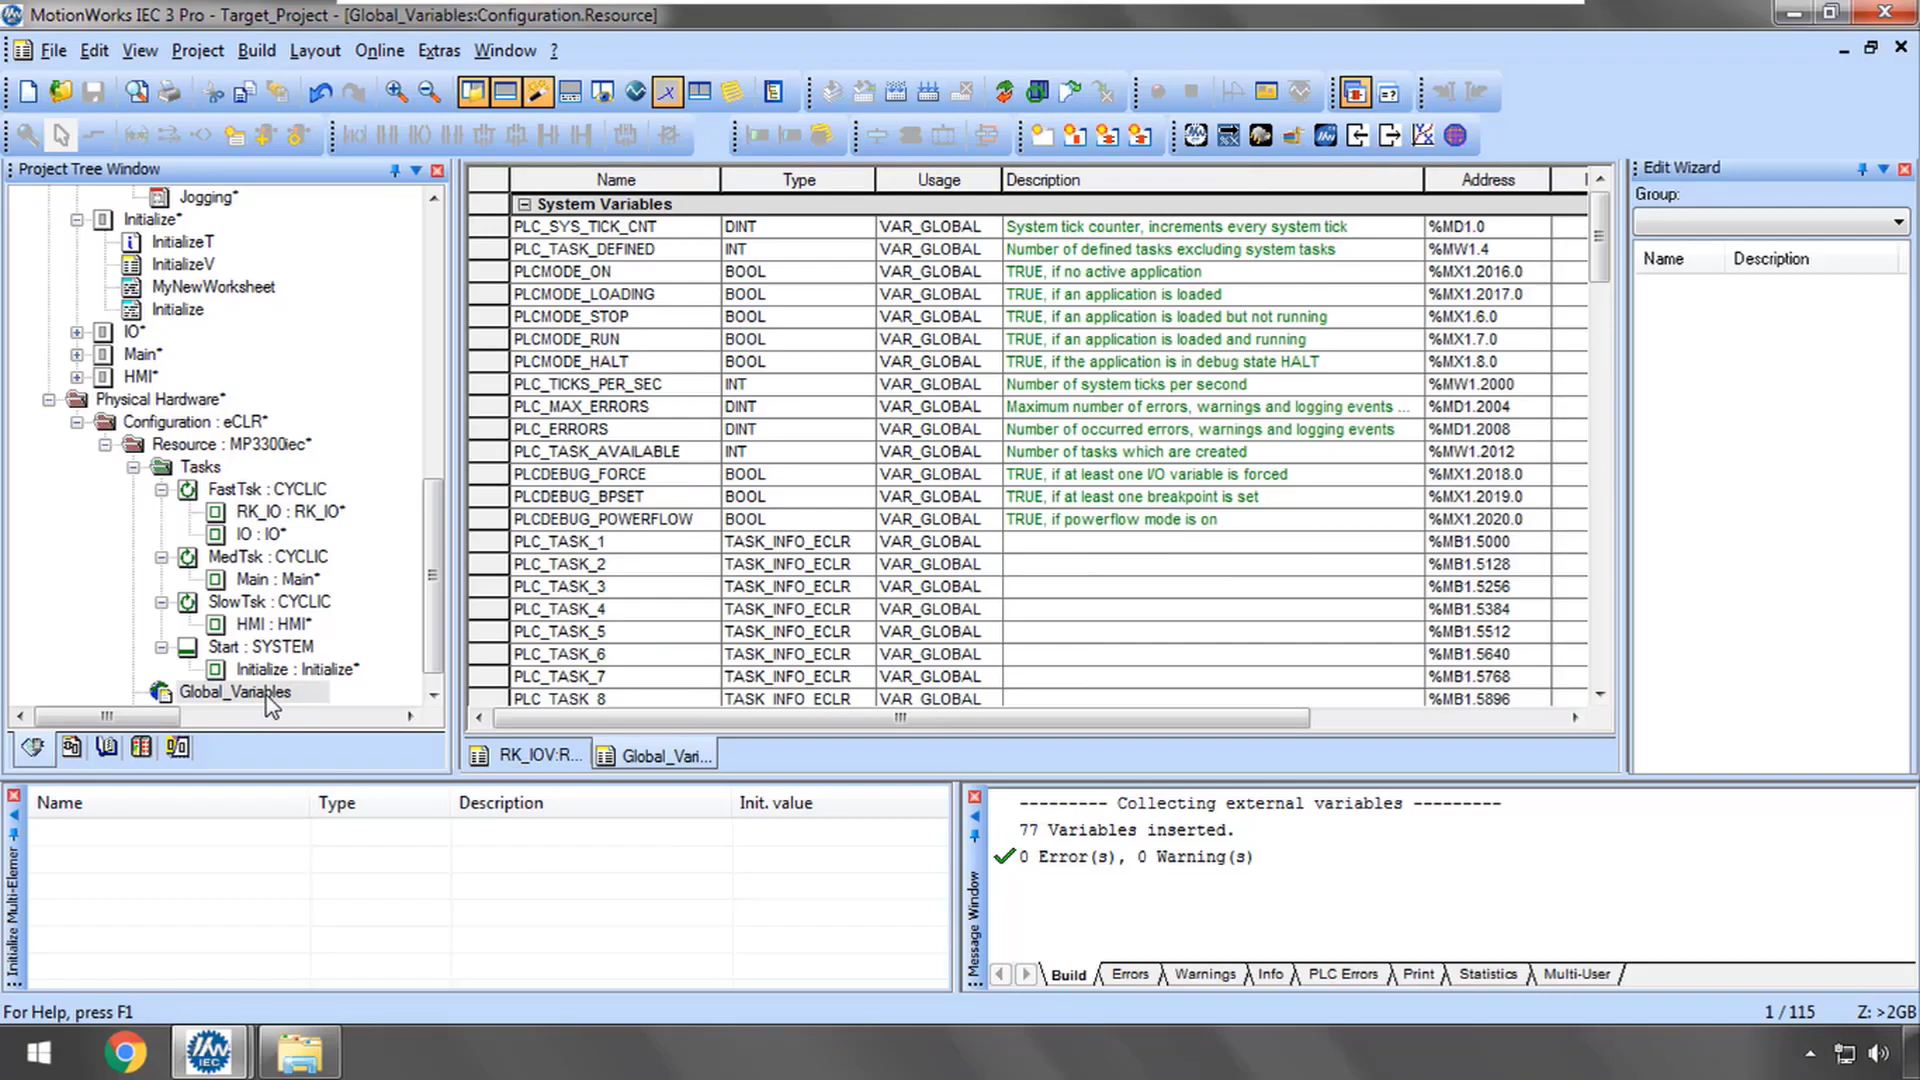 MotionWorks IEC 3 Pro - Target_Project - [Global_Variables:Configuration.Resource]
File Edit View Project Build Layout Online Extras Window ?
Project Tree Window
Jogging*
Initialize*
InitializeT
InitializeV
MyNewWorksheet
Initialize
IO*
Main*
HMI*
Physical Hardware*
Configuration : eCLR*
Resource : MP3300iec*
Tasks
FastTsk : CYCLIC
RK_IO : RK_IO*
IO : IO*
MedTsk : CYCLIC
Main : Main*
SlowTsk : CYCLIC
HMI : HMI*
Start : SYSTEM
Initialize : Initialize*
Global_Variables
Name Type Usage Description Address
System Variables
PLC_SYS_TICK_CNT DINT VAR_GLOBAL System tick counter, increments every system tick %MD1.0
PLC_TASK_DEFINED INT VAR_GLOBAL Number of defined tasks excluding system tasks %MW1.4
PLCMODE_ON BOOL VAR_GLOBAL TRUE, if no active application %MX1.2016.0
PLCMODE_LOADING BOOL VAR_GLOBAL TRUE, if an application is loaded %MX1.2017.0
PLCMODE_STOP BOOL VAR_GLOBAL TRUE, if an application is loaded but not running %MX1.6.0
PLCMODE_RUN BOOL VAR_GLOBAL TRUE, if an application is loaded and running %MX1.7.0
PLCMODE_HALT BOOL VAR_GLOBAL TRUE, if the application is in debug state HALT %MX1.8.0
PLC_TICKS_PER_SEC INT VAR_GLOBAL Number of system ticks per second %MW1.2000
PLC_MAX_ERRORS DINT VAR_GLOBAL Maximum number of errors, warnings and logging events ... %MD1.2004
PLC_ERRORS DINT VAR_GLOBAL Number of occurred errors, warnings and logging events %MD1.2008
PLC_TASK_AVAILABLE INT VAR_GLOBAL Number of tasks which are created %MW1.2012
PLCDEBUG_FORCE BOOL VAR_GLOBAL TRUE, if at least one I/O variable is forced %MX1.2018.0
PLCDEBUG_BPSET BOOL VAR_GLOBAL TRUE, if at least one breakpoint is set %MX1.2019.0
PLCDEBUG_POWERFLOW BOOL VAR_GLOBAL TRUE, if powerflow mode is on %MX1.2020.0
PLC_TASK_1 TASK_INFO_ECLR VAR_GLOBAL %MB1.5000
PLC_TASK_2 TASK_INFO_ECLR VAR_GLOBAL %MB1.5128
PLC_TASK_3 TASK_INFO_ECLR VAR_GLOBAL %MB1.5256
PLC_TASK_4 TASK_INFO_ECLR VAR_GLOBAL %MB1.5384
PLC_TASK_5 TASK_INFO_ECLR VAR_GLOBAL %MB1.5512
PLC_TASK_6 TASK_INFO_ECLR VAR_GLOBAL %MB1.5640
PLC_TASK_7 TASK_INFO_ECLR VAR_GLOBAL %MB1.5768
PLC_TASK_8 TASK_INFO_ECLR VAR_GLOBAL %MB1.5896
RK_IOV:R... Global_Vari...
Edit Wizard
Group:
Name Description
Name Type Description Init. value
Initialize Multi-Elemer
--------- Collecting external variables ---------
77 Variables inserted.
0 Error(s), 0 Warning(s)
Message Window
Build Errors Warnings Info PLC Errors Print Statistics Multi-User
For Help, press F1
1 / 115 Z: >2GB
IEC